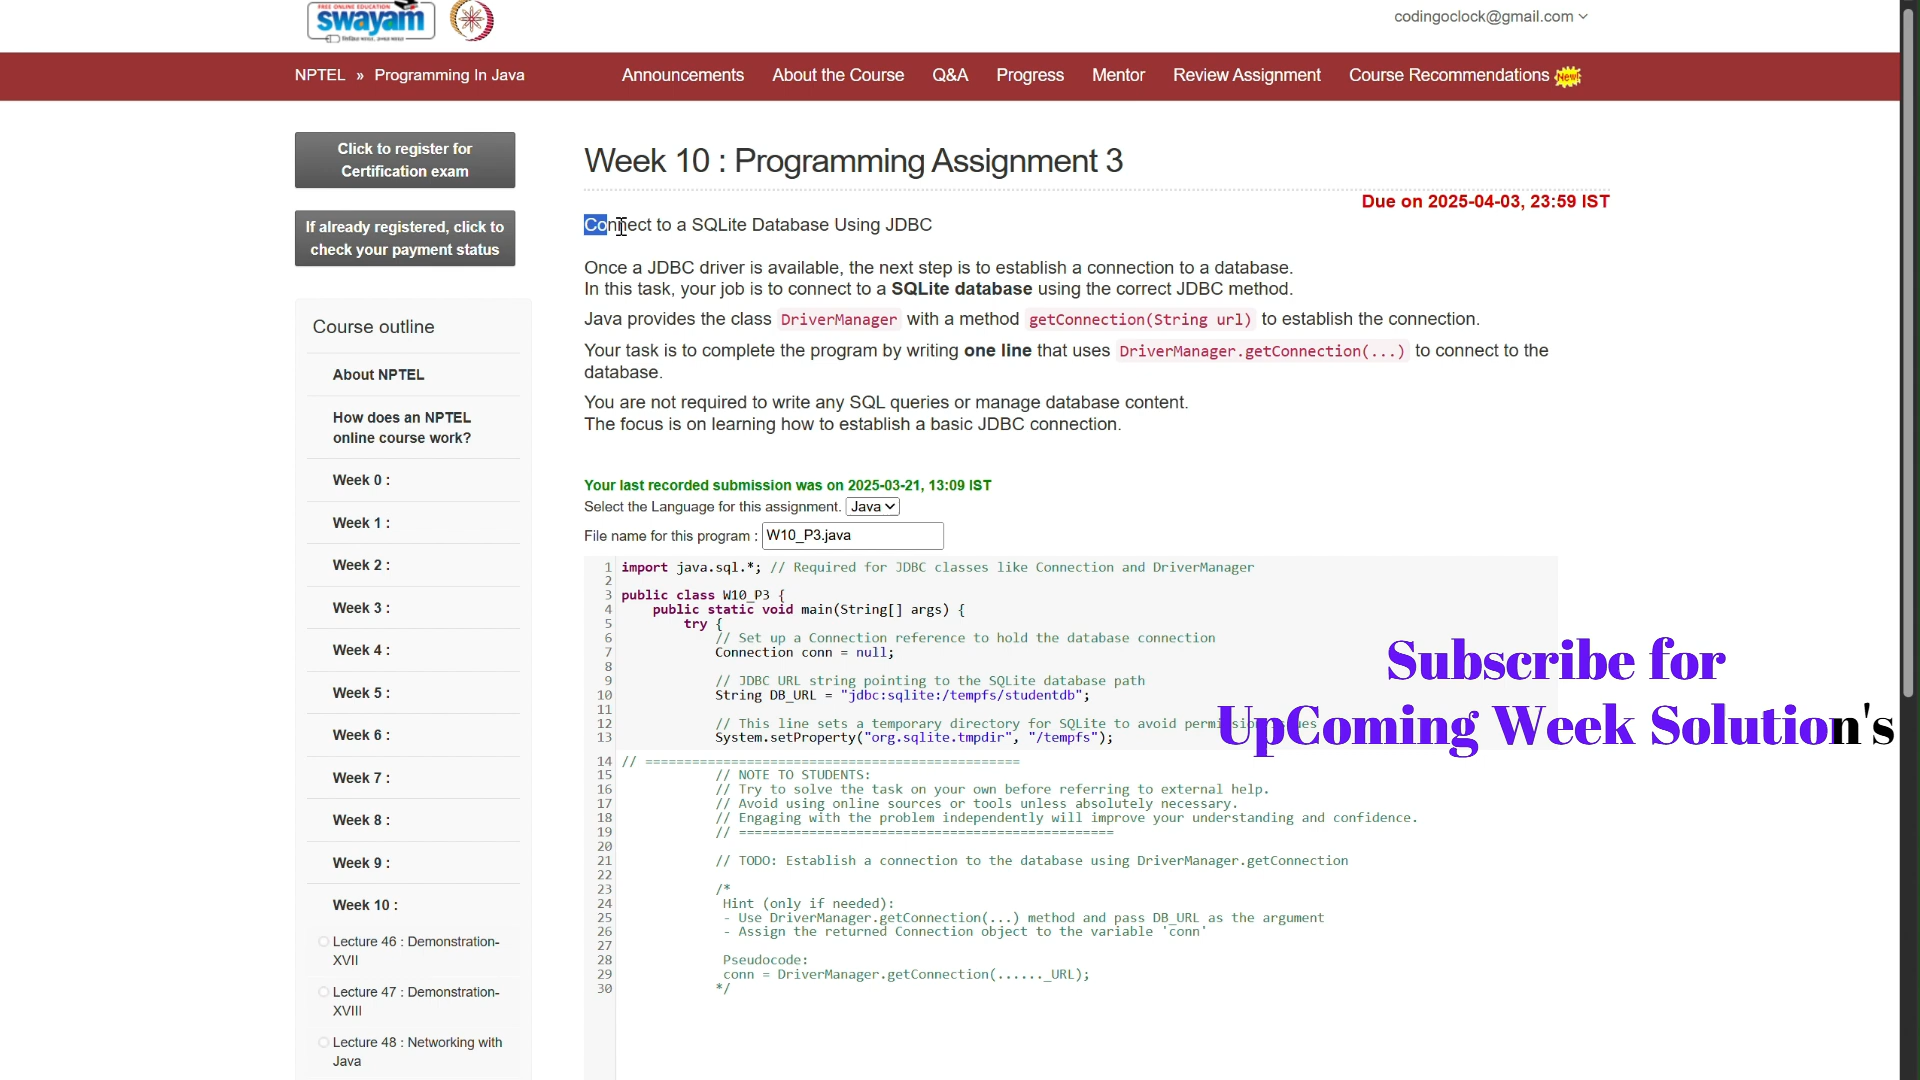 FREE ONLINE EDUCATION
swayam
codingoclock@gmail.com
NPTEL » Programming In Java
Announcements About the Course Q&A Progress Mentor Review Assignment Course Recommendations New!
Click to register for
Certification exam
If already registered, click to
check your payment status
Course outline
About NPTEL
How does an NPTEL
online course work?
Week 0 :
Week 1 :
Week 2 :
Week 3 :
Week 4 :
Week 5 :
Week 6 :
Week 7 :
Week 8 :
Week 9 :
Week 10 :
Lecture 46 : Demonstration-
XVII
Lecture 47 : Demonstration-
XVIII
Lecture 48 : Networking with
Java
Week 10 : Programming Assignment 3
Due on 2025-04-03, 23:59 IST
Connect to a SQLite Database Using JDBC
Once a JDBC driver is available, the next step is to establish a connection to a database.
In this task, your job is to connect to a SQLite database using the correct JDBC method.
Java provides the class DriverManager with a method getConnection(String url) to establish the connection.
Your task is to complete the program by writing one line that uses DriverManager.getConnection(...) to connect to the
database.
You are not required to write any SQL queries or manage database content.
The focus is on learning how to establish a basic JDBC connection.
Your last recorded submission was on 2025-03-21, 13:09 IST
Select the Language for this assignment. Java
File name for this program : W10_P3.java
1 import java.sql.*; // Required for JDBC classes like Connection and DriverManager
2
3 public class W10_P3 {
4 public static void main(String[] args) {
5 try {
6 // Set up a Connection reference to hold the database connection
7 Connection conn = null;
8
9 // JDBC URL string pointing to the SQLite database path
10 String DB_URL = "jdbc:sqlite:/tempfs/studentdb";
11
12 // This line sets a temporary directory for SQLite to avoid
13 System.setProperty("org.sqlite.tmpdir", "/tempfs");
14 // ================================================
15 // NOTE TO STUDENTS:
16 // Try to solve the task on your own before referring to external help.
17 // Avoid using online sources or tools unless absolutely necessary.
18 // Engaging with the problem independently will improve your understanding and confidence.
19 // ================================================
20
21 // TODO: Establish a connection to the database using DriverManager.getConnection
22
23 /*
24 Hint (only if needed):
25 - Use DriverManager.getConnection(...) method and pass DB_URL as the argument
26 - Assign the returned Connection object to the variable 'conn'
27
28 Pseudocode:
29 conn = DriverManager.getConnection(......_URL);
30 */
Subscribe for
UpComing Week Solution's